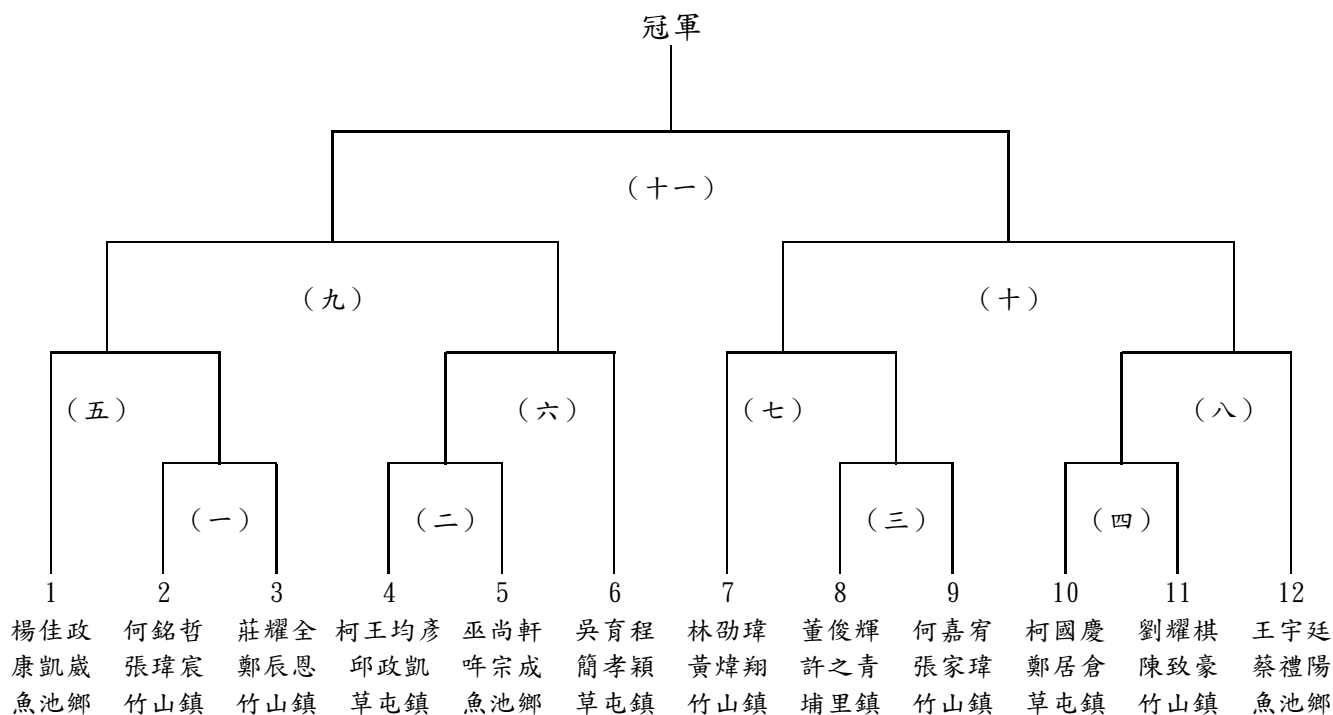 冠軍
（十一）
（九） （十）
（五） （六） （七） （八）
（一） （二） （三） （四）
1 2 3 4 5 6 7 8 9 10 11 12
楊佳政 何銘哲 莊耀全 柯王均彥 巫尚軒 吳育程 林劭瑋 董俊輝 何嘉宥 柯國慶 劉耀棋 王宇廷
康凱崴 張瑋宸 鄭辰恩 邱政凱 哖宗成 簡孝穎 黃煒翔 許之青 張家瑋 鄭居倉 陳致豪 蔡禮陽
魚池鄉 竹山鎮 竹山鎮 草屯鎮 魚池鄉 草屯鎮 竹山鎮 埔里鎮 竹山鎮 草屯鎮 竹山鎮 魚池鄉